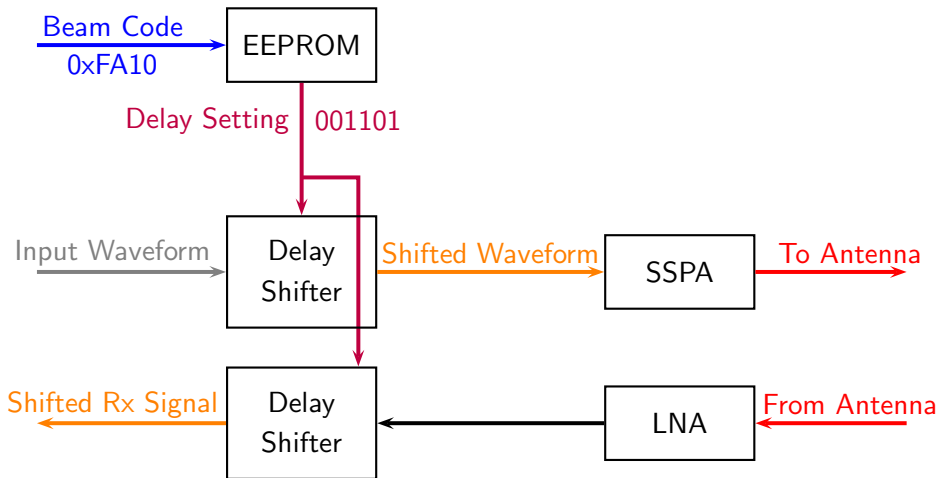 Beam Code
0xFA10
EEPROM
Delay Setting 001101
Input Waveform
Delay
Shifter
Shifted Waveform
SSPA
To Antenna
Shifted Rx Signal
Delay
Shifter
LNA
From Antenna